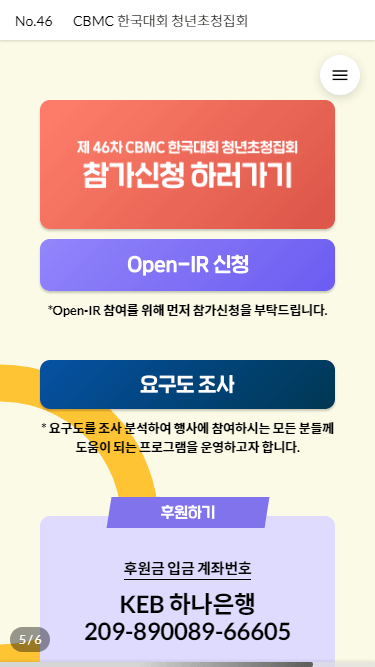 No.46 CBMC 한국대회 청년초청집회
제 46차 CBMC 한국대회 청년초청집회
참가신청 하러가기
Open-IR 신청
*Open-IR 참여를 위해 먼저 참가신청을 부탁드립니다.
요구도 조사
* 요구도를 조사 분석하여 행사에 참여하시는 모든 분들께
도움이 되는 프로그램을 운영하고자 합니다.
후원하기
후원금 입금 계좌번호
KEB 하나은행
209-890089-66605
5 / 6